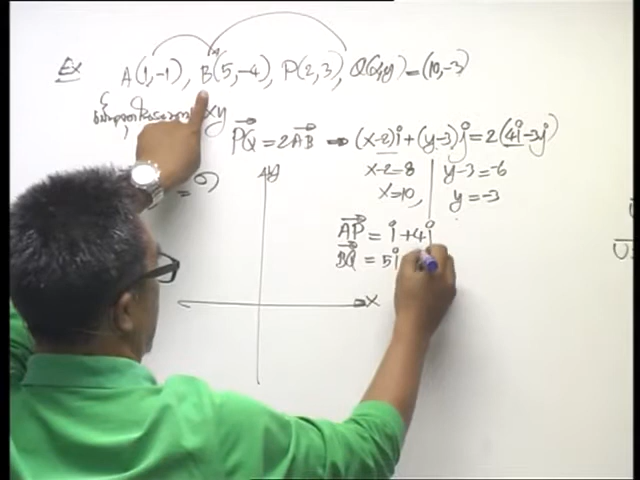 Ex A(1,-1), B(5,-4), P(2,3), Q(x,y)=(10,-3)
xy
PQ = 2AB → (x-2)i+(y-3)j=2(4i-3j)
= σ y x-2=8 y-3=-6
x=10, y=-3
AP = i+4j
BQ = 5i
X
U